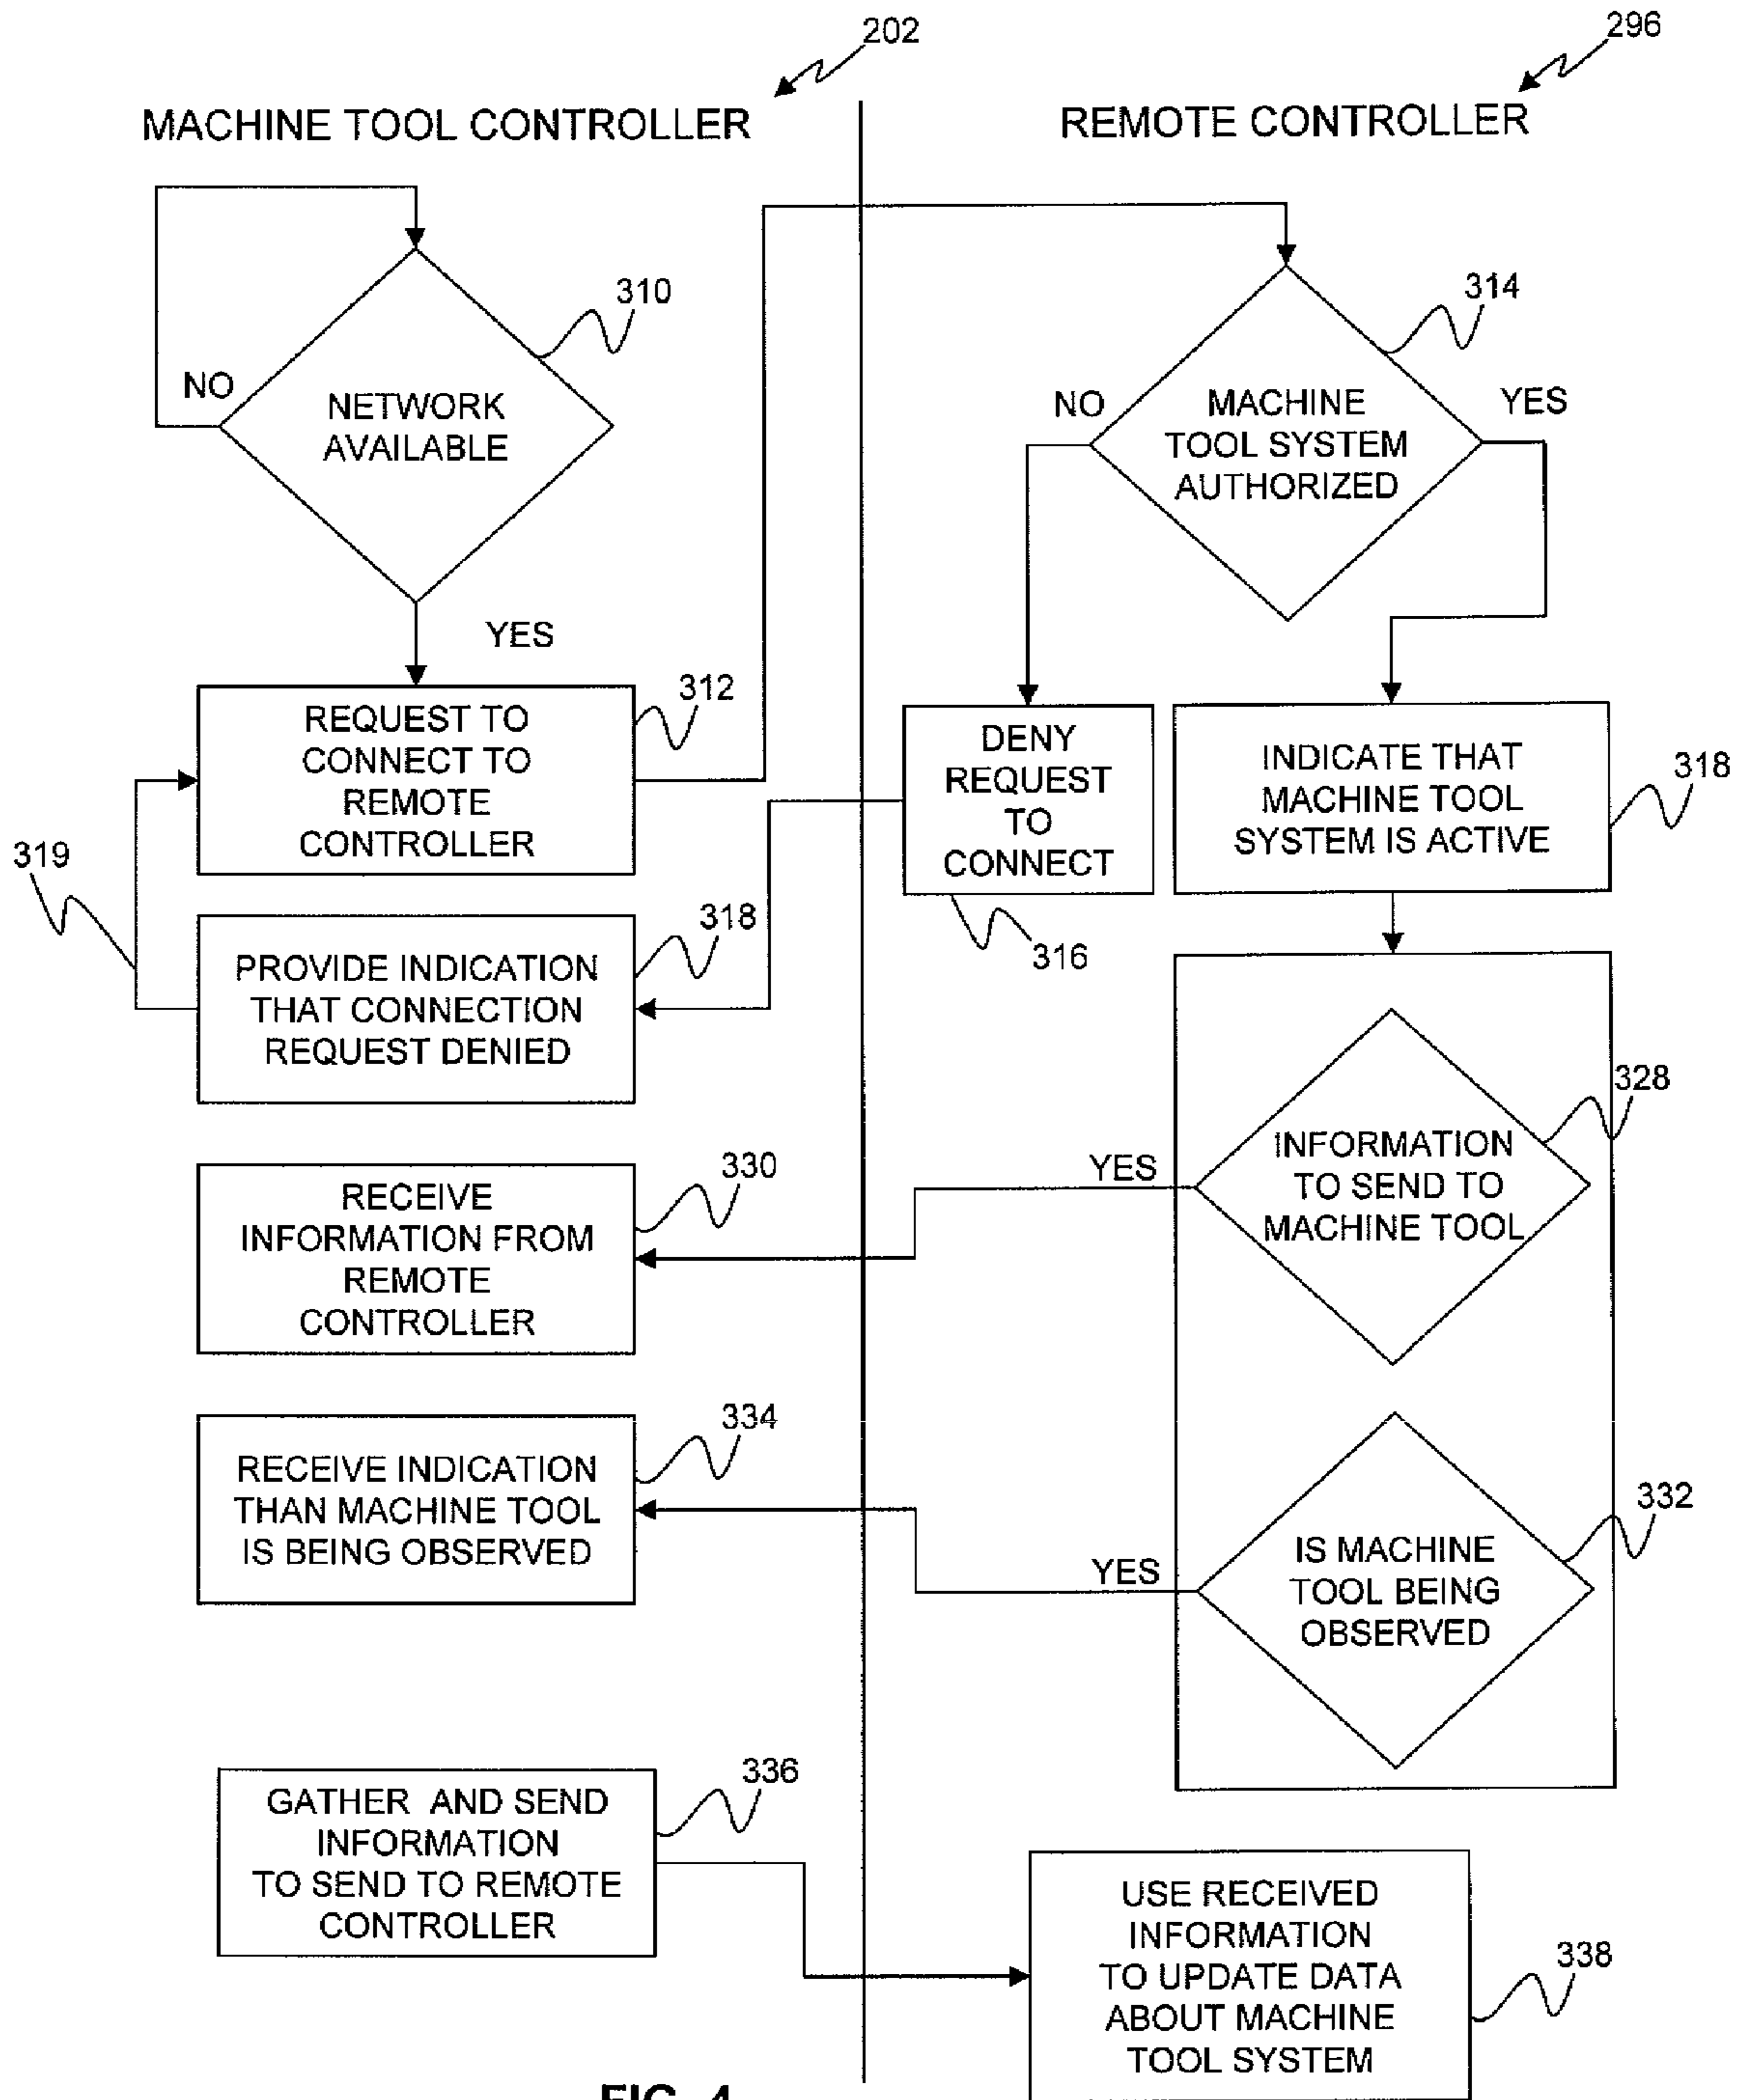 202
296
MACHINE TOOL CONTROLLER
REMOTE CONTROLLER
310
NO
NETWORK
AVAILABLE
YES
314
NO
MACHINE
TOOL SYSTEM
AUTHORIZED
YES
312
REQUEST TO
CONNECT TO
REMOTE
CONTROLLER
DENY
REQUEST
TO
CONNECT
316
INDICATE THAT
MACHINE TOOL
SYSTEM IS ACTIVE
318
319
318
PROVIDE INDICATION
THAT CONNECTION
REQUEST DENIED
328
YES
INFORMATION
TO SEND TO
MACHINE TOOL
330
RECEIVE
INFORMATION FROM
REMOTE
CONTROLLER
334
RECEIVE INDICATION
THAN MACHINE TOOL
IS BEING OBSERVED
332
YES
IS MACHINE
TOOL BEING
OBSERVED
336
GATHER AND SEND
INFORMATION
TO SEND TO REMOTE
CONTROLLER
USE RECEIVED
INFORMATION
TO UPDATE DATA
ABOUT MACHINE
TOOL SYSTEM
338
FIG. 4